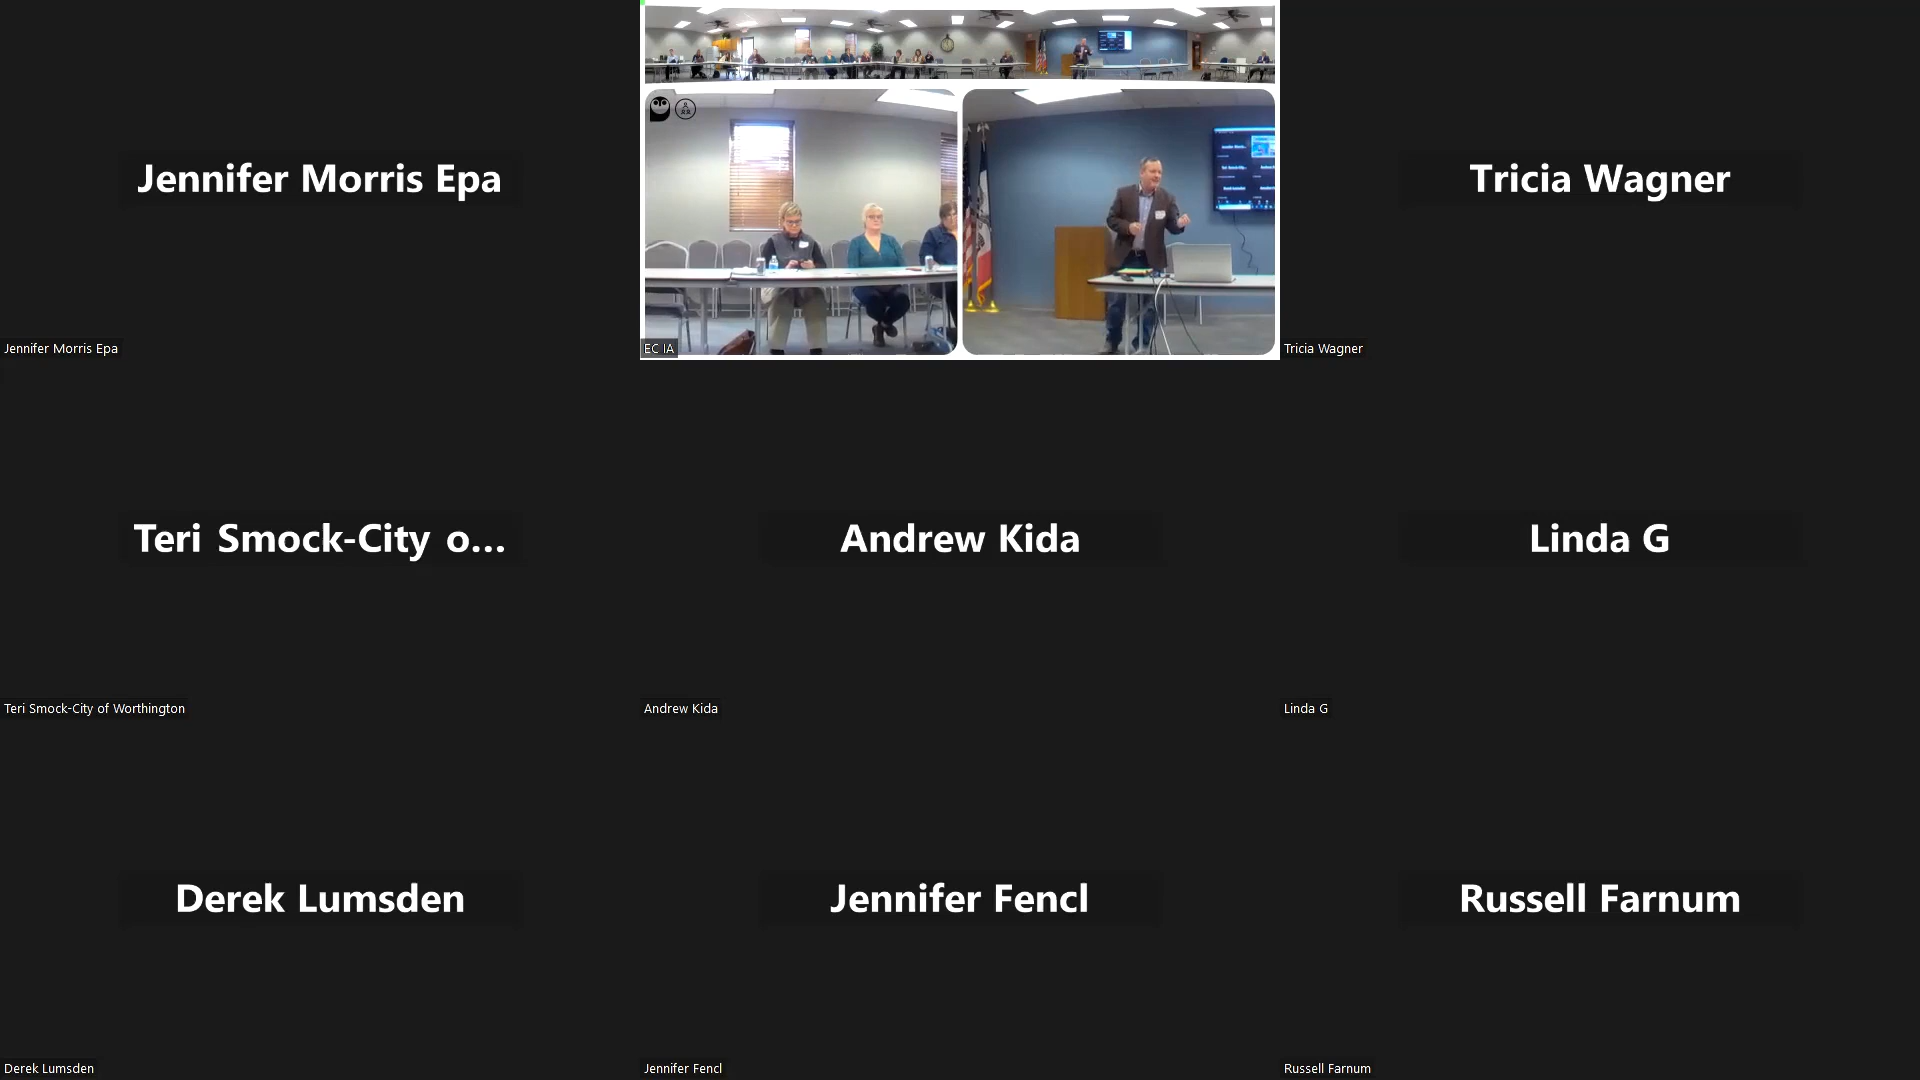 Jennifer Morris Epa
Jennifer Morris Epa
EC IA
Tricia Wagner
Tricia Wagner
Teri Smock-City o...
Teri Smock-City of Worthington
Andrew Kida
Andrew Kida
Linda G
Linda G
Derek Lumsden
Derek Lumsden
Jennifer Fencl
Jennifer Fencl
Russell Farnum
Russell Farnum